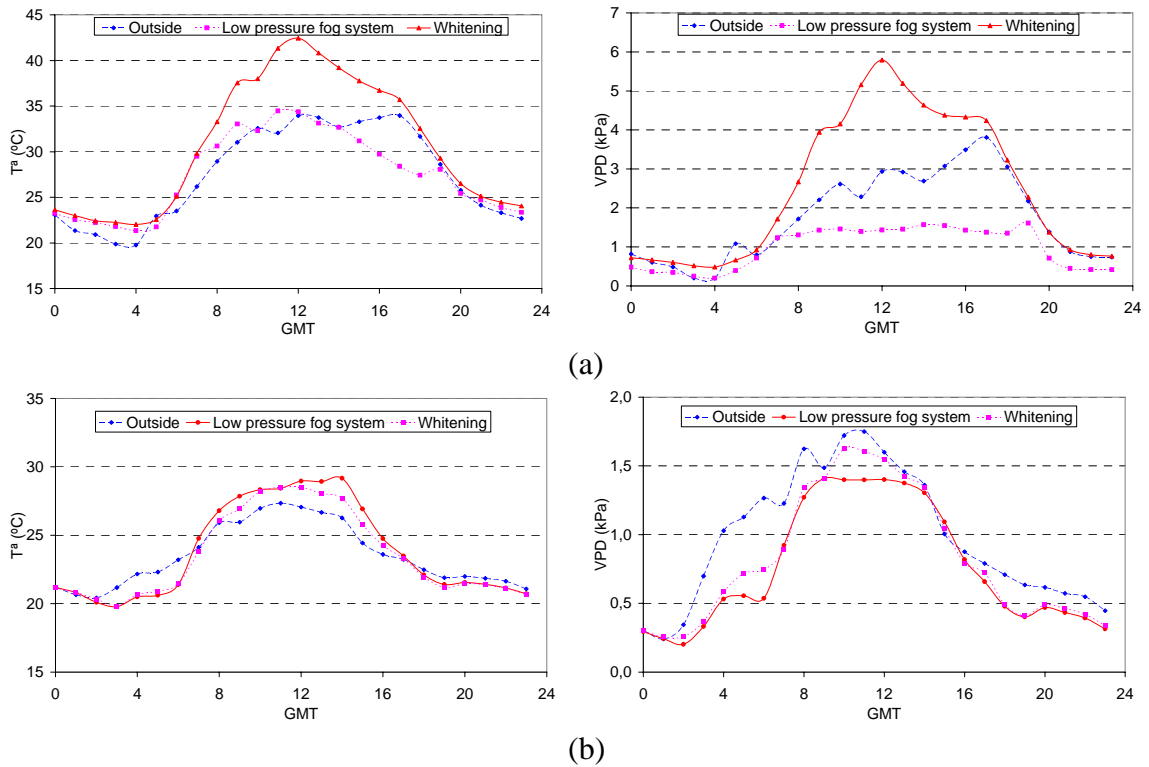 45
40
35
30
25
20
15
Tª (ºC)
Outside Low pressure fog system Whitening
0 4 8 12 16 20 24
GMT
7
6
5
4
3
2
1
0
VPD (kPa)
Outside Low pressure fog system Whitening
0 4 8 12 16 20 24
GMT
(a)
35
30
25
20
15
Tª (ºC)
Outside Low pressure fog system Whitening
0 4 8 12 16 20 24
GMT
2,0
1,5
1,0
0,5
0,0
VPD (kPa)
Outside Low pressure fog system Whitening
0 4 8 12 16 20 24
GMT
(b)